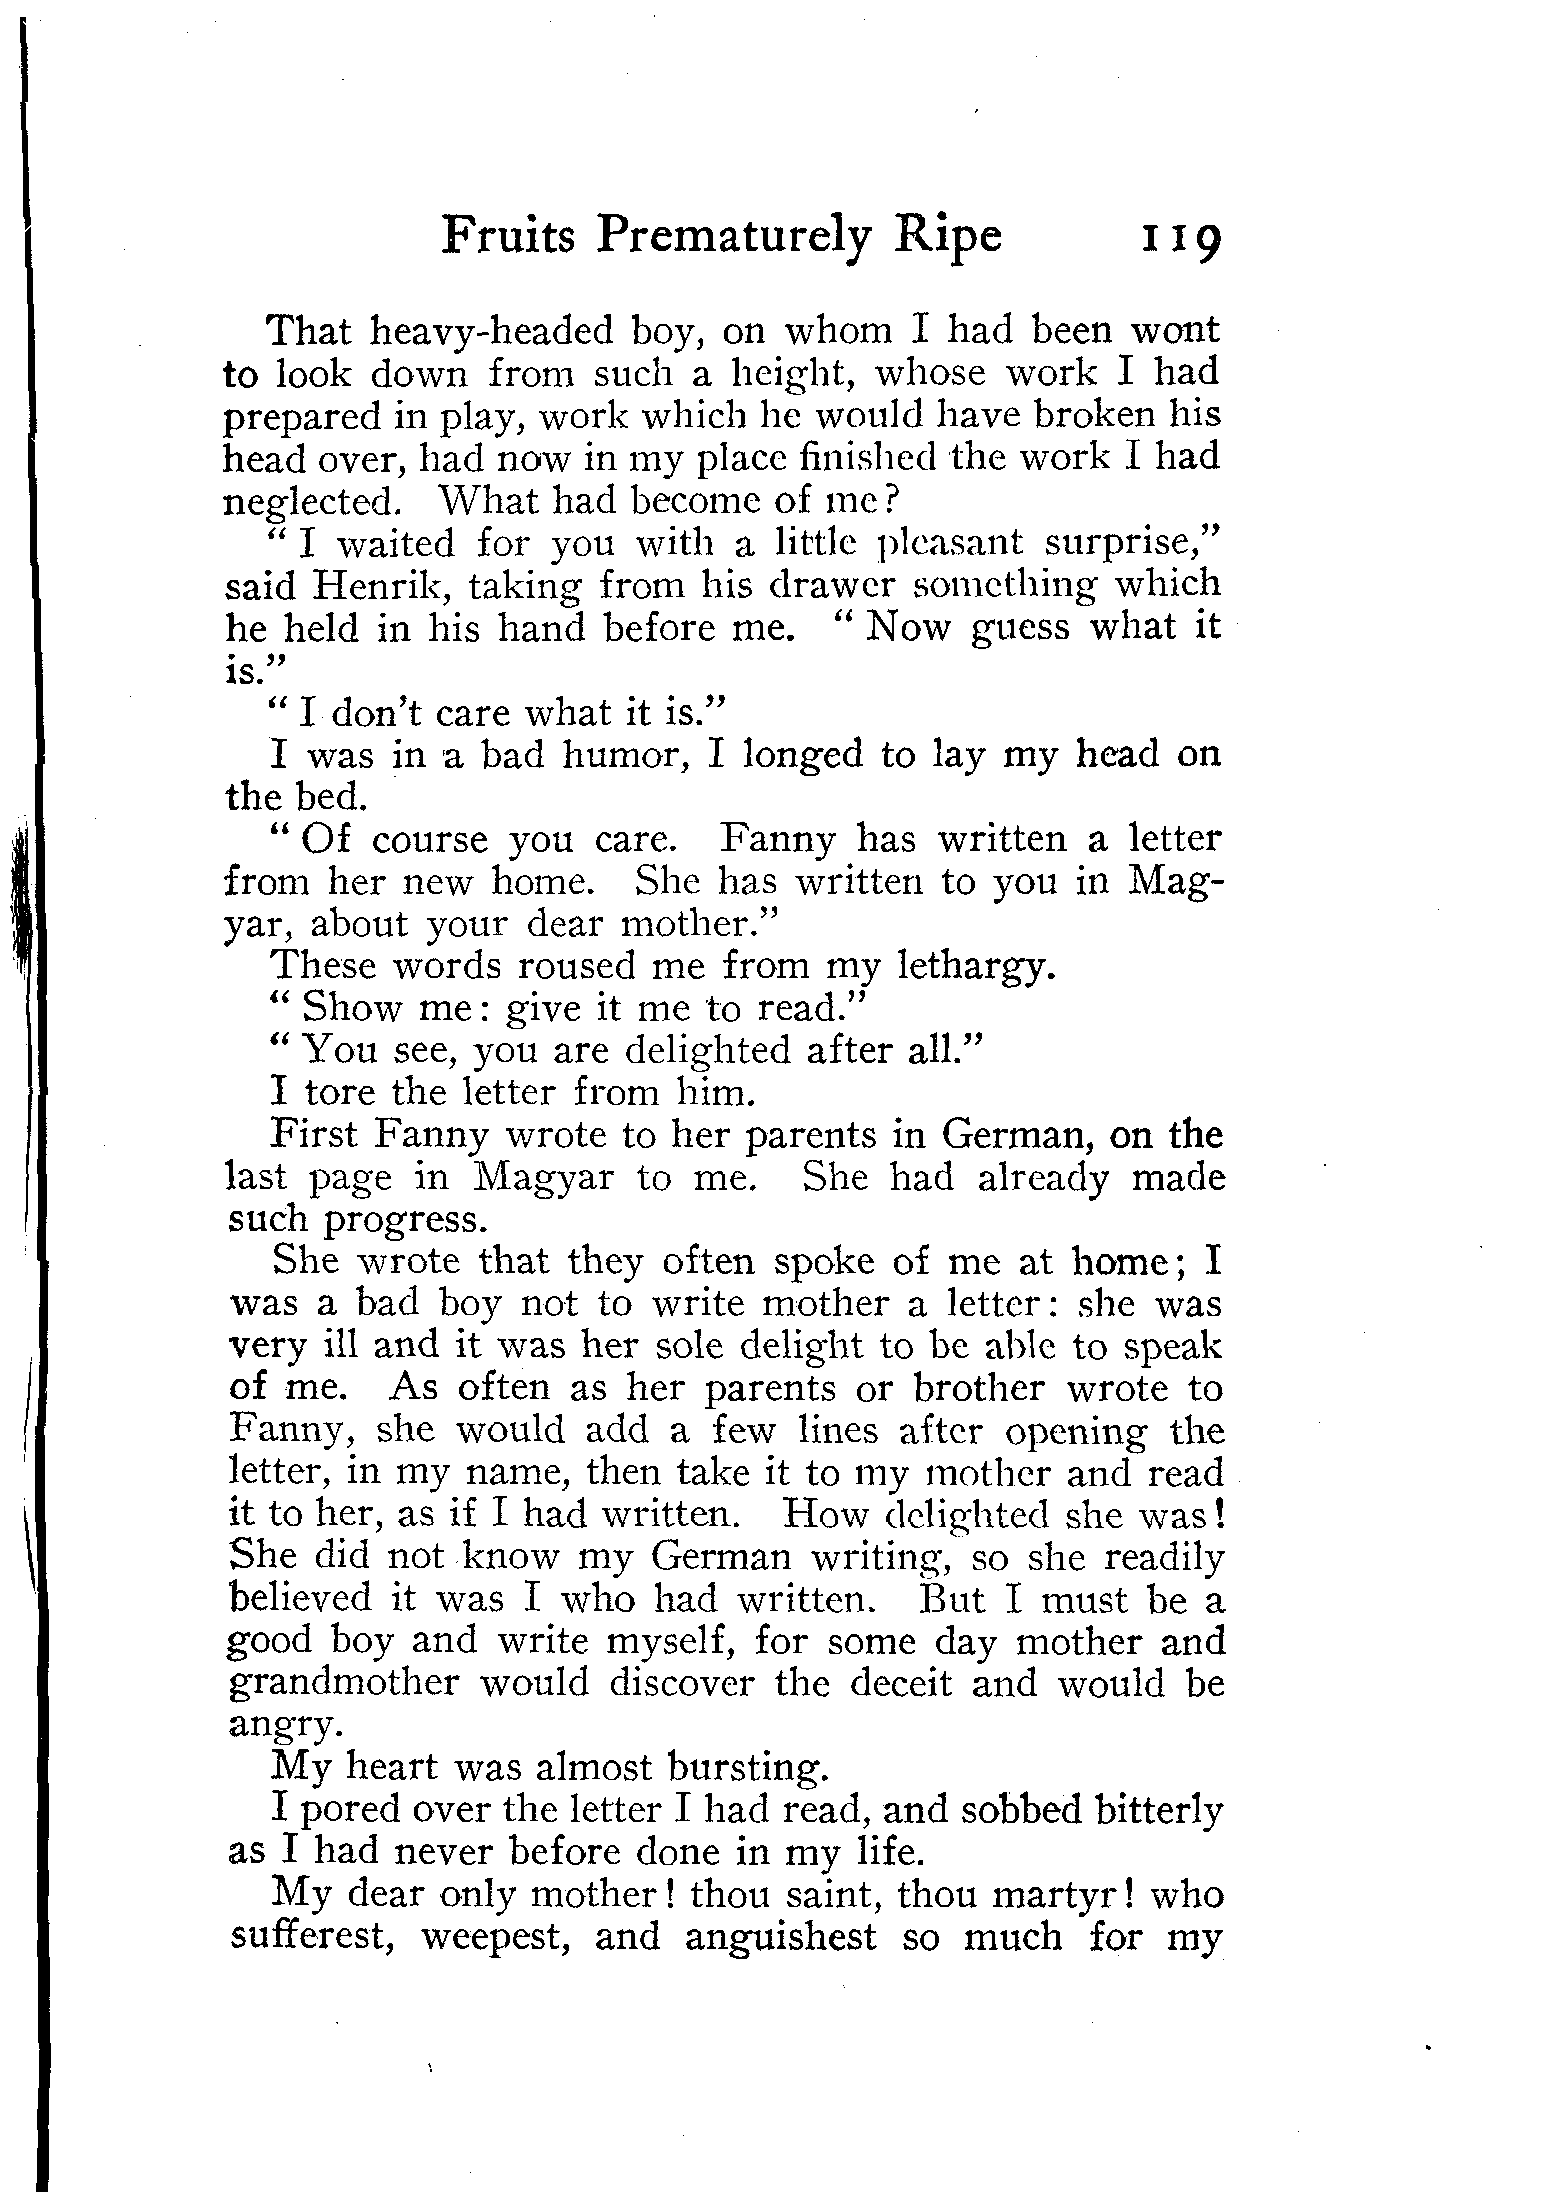 Fruits Prematurely Ripe 119
That heavy-headed boy, on whom I had been wont
to look down from such a height, whose work I had
prepared in play, work which he would have broken his
head over, had now in my place finished the work I had
neglected. What had become of me?
“ I waited for you with a little pleasant surprise,”
said Henrik, taking from his drawer something which
he held in his hand before me. “ Now guess what it
is.”
“ I don't care what it is.”
I was in a bad humor, I longed to lay my head on
the bed.
“ Of course you care. Fanny has written a letter
from her new home. She has written to you in Mag-
yar, about your dear mother.”
These words roused me from my lethargy.
“ Show me: give it me to read.”
“ You see, you are delighted after all.”
I tore the letter from him.
First Fanny wrote to her parents in German, on the
last page in Magyar to me. She had already made
such progress.
She wrote that they often spoke of me at home; I
was a bad boy not to write mother a letter: she was
very ill and it was her sole delight to be able to speak
of me. As often as her parents or brother wrote to
Fanny, she would add a few lines after opening the
letter, in my name, then take it to my mother and read
it to her, as if I had written. How delighted she was!
She did not know my German writing, so she readily
believed it was I who had written. But I must be a
good boy and write myself, for some day mother and
grandmother would discover the deceit and would be
angry.
My heart was almost bursting.
I pored over the letter I had read, and sobbed bitterly
as I had never before done in my life.
My dear only mother! thou saint, thou martyr! who
sufferest, weepest, and anguishest so much for my